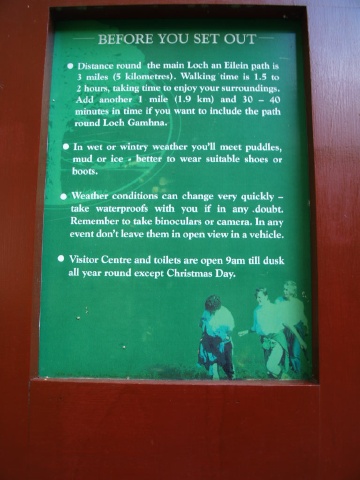 BEFORE YOU SET OUT
Distance round the main Loch an Eilein path is
3 miles (5 kilometres). Walking time is 1.5 to
2 hours, taking time to enjoy your surroundings.
Add another 1 mile (1.9 km) and 30 – 40
minutes in time if you want to include the path
round Loch Gamhna.
In wet or wintry weather you'll meet puddles,
mud or ice - better to wear suitable shoes or
boots.
Weather conditions can change very quickly –
take waterproofs with you if in any doubt.
Remember to take binoculars or camera. In any
event don't leave them in open view in a vehicle.
Visitor Centre and toilets are open 9am till dusk
all year round except Christmas Day.